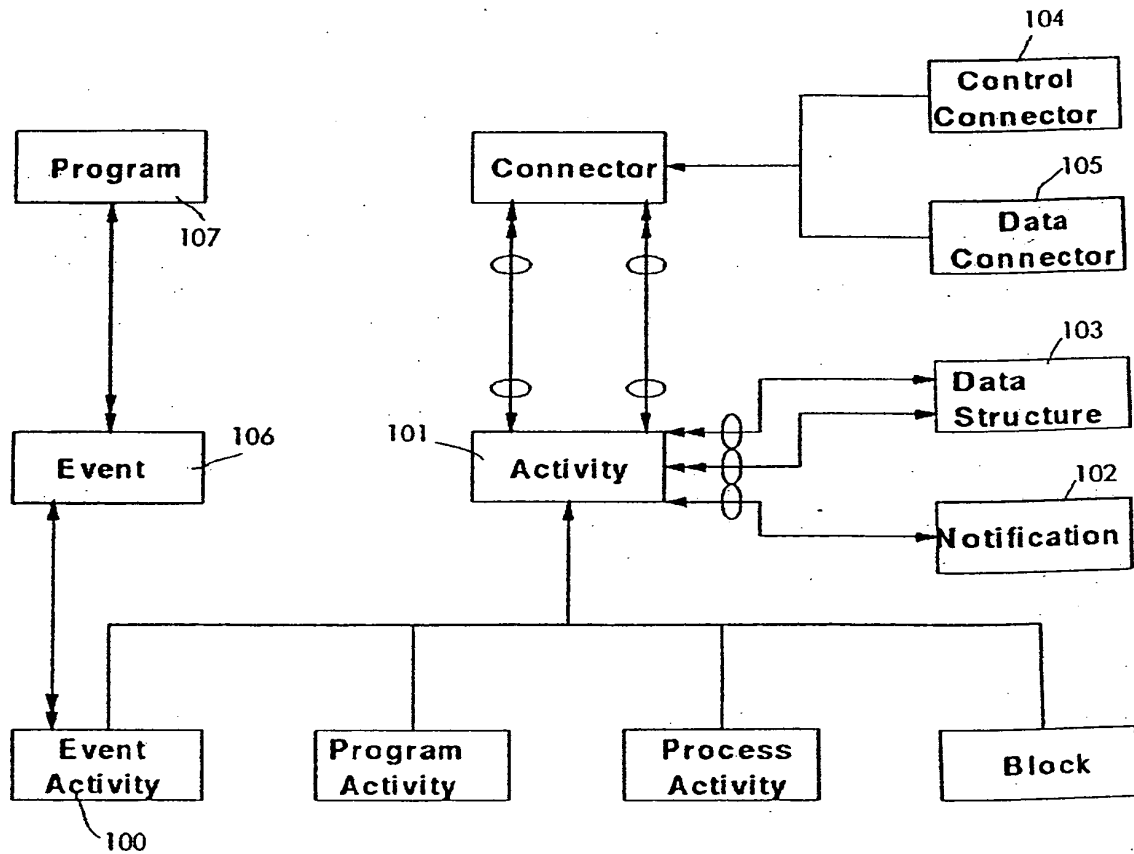 104
Control
Connector
Program
107
Connector
105
Data
Connector
103
Data
Structure
101
Activity
106
Event
102
Notification
Event
Activity
100
Program
Activity
Process
Activity
Block